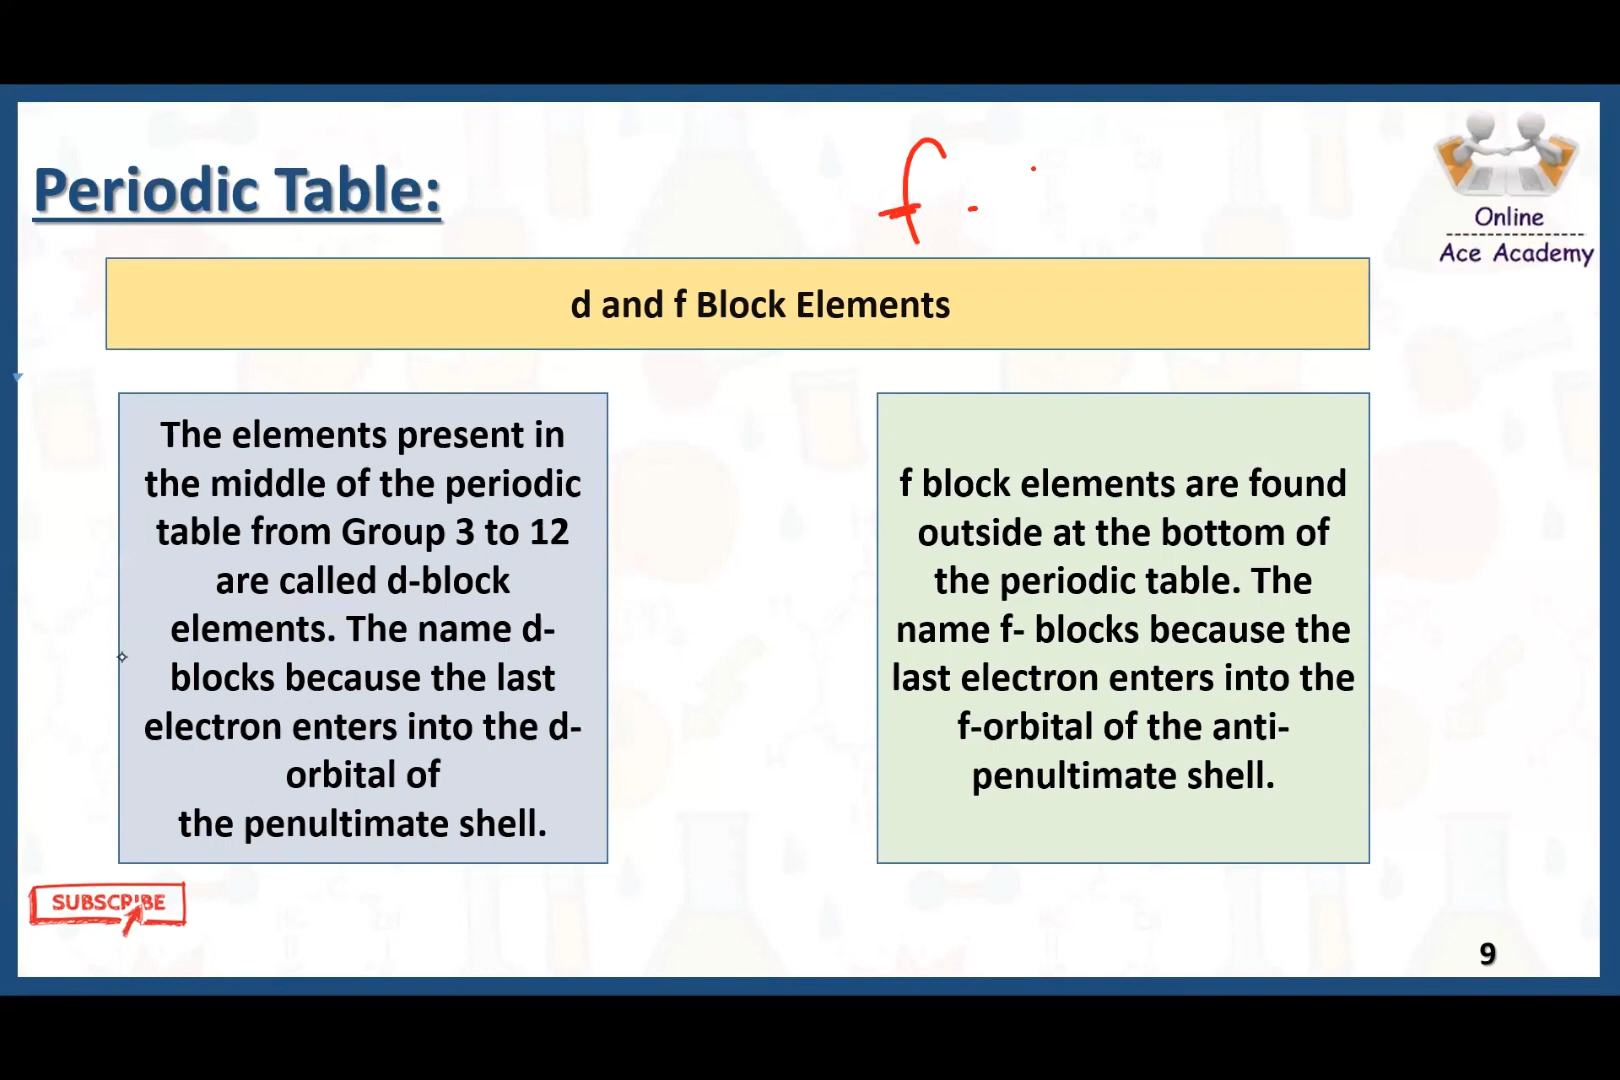 f -
Periodic Table:
Online
Ace Academy
d and f Block Elements
The elements present in
the middle of the periodic
table from Group 3 to 12
are called d-block
elements. The name d-
blocks because the last
electron enters into the d-
orbital of
the penultimate shell.
f block elements are found
outside at the bottom of
the periodic table. The
name f- blocks because the
last electron enters into the
f-orbital of the anti-
penultimate shell.
SUBSCRIBE
9